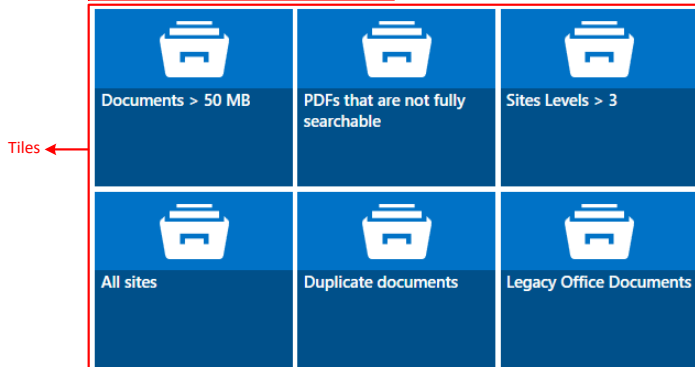 Documents > 50 MB
PDFs that are not fully
searchable
Sites Levels > 3
Tiles
All sites
Duplicate documents
Legacy Office Documents